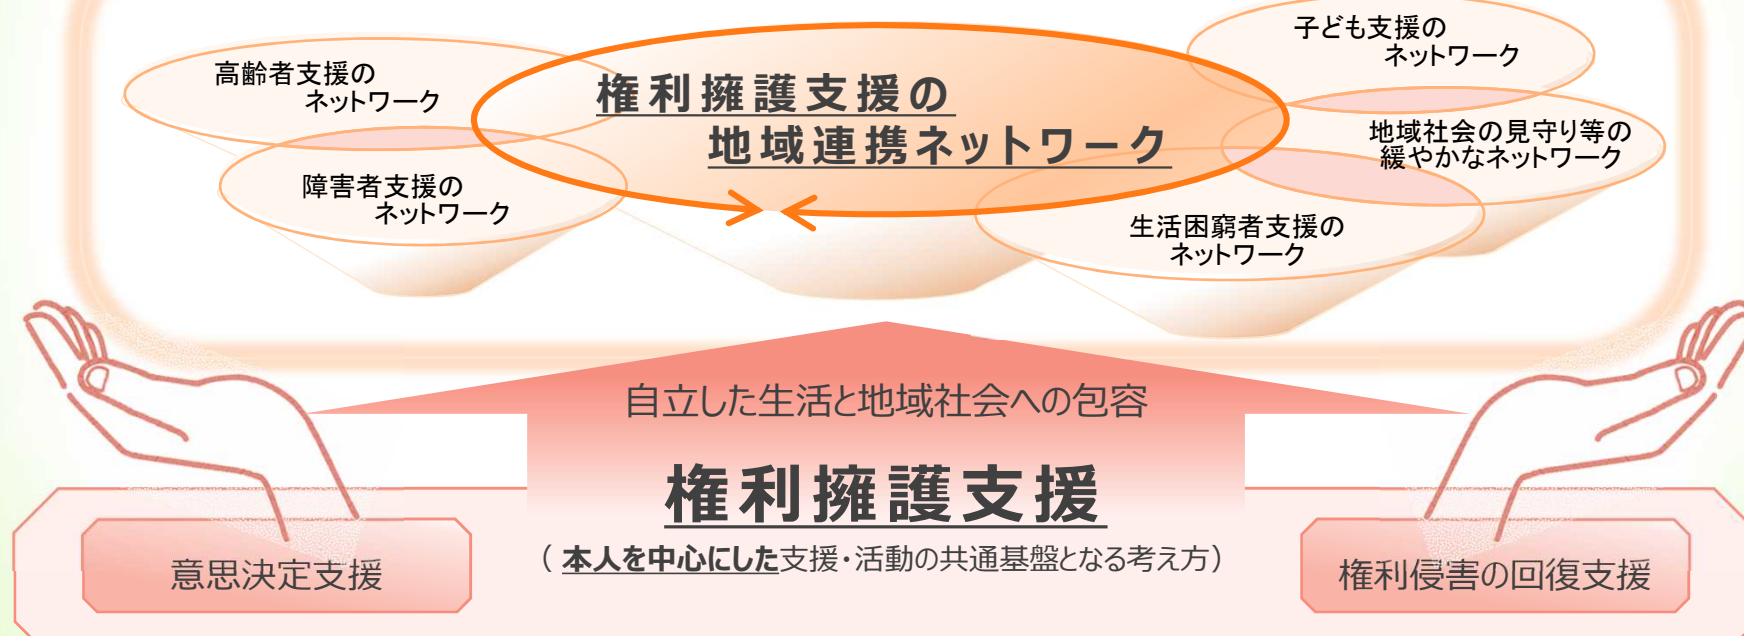 子ども支援の
ネットワーク
高齢者支援の
ネットワーク
権利擁護支援の
地域連携ネットワーク
地域社会の見守り等の
緩やかなネットワーク
障害者支援の
ネットワーク
生活困窮者支援の
ネットワーク
自立した生活と地域社会への包容
権利擁護支援
（本人を中心にした支援・活動の共通基盤となる考え方）
意思決定支援
権利侵害の回復支援